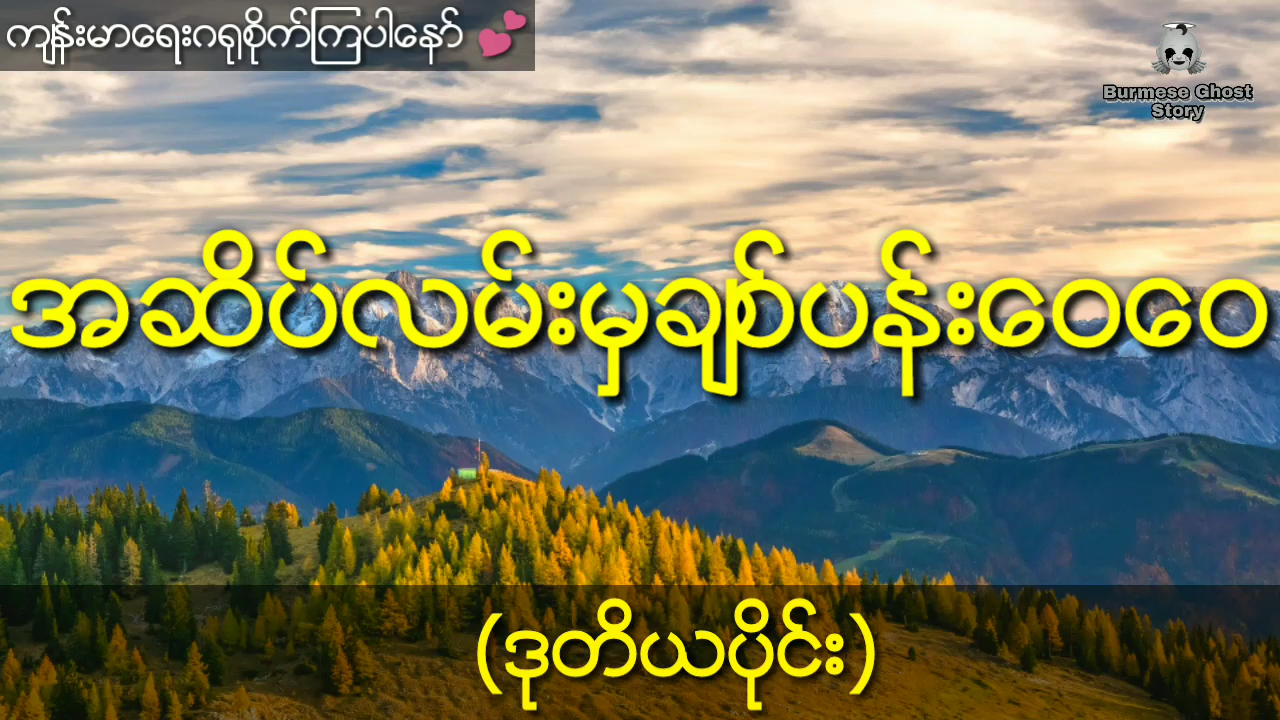 ကျန်းမာရေးဂရုစိုက်ကြပါနော် 💕
Burmese Ghost
Story
အဆိပ်လမ်းမှချစ်ပန်းဝေဝေ
(ဒုတိယပိုင်း)